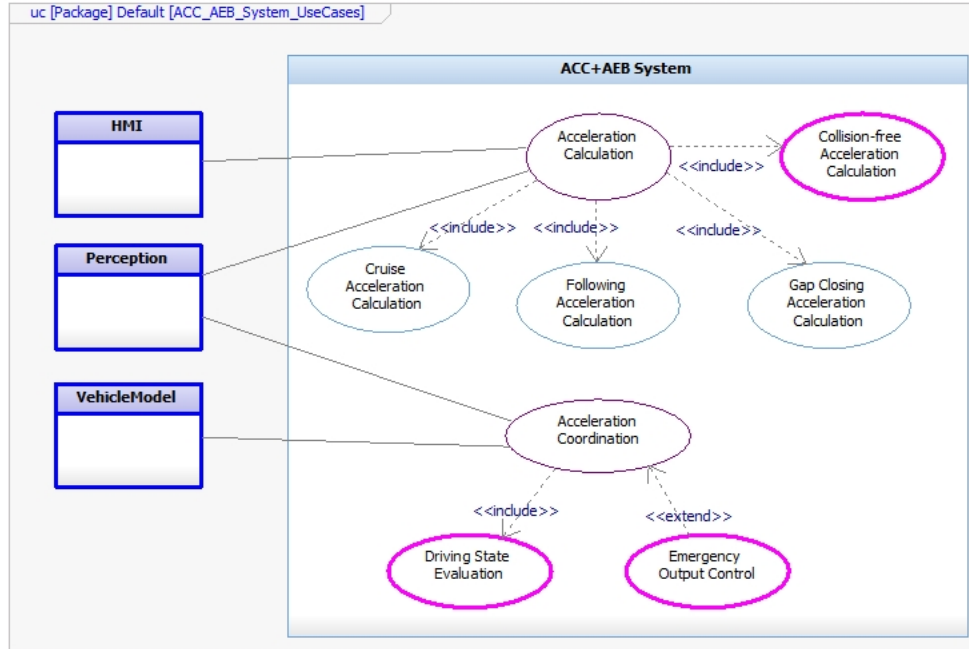 uc [Package] Default [ACC_AEB_System_UseCases]
ACC+AEB System
HMI
Acceleration
Calculation
Collision-free
Acceleration
Calculation
<<include>>
<<include>>
<<include>>
<<include>>
Perception
Cruise
Acceleration
Calculation
Following
Acceleration
Calculation
Gap Closing
Acceleration
Calculation
VehicleModel
Acceleration
Coordination
<<include>>
<<extend>>
Driving State
Evaluation
Emergency
Output Control